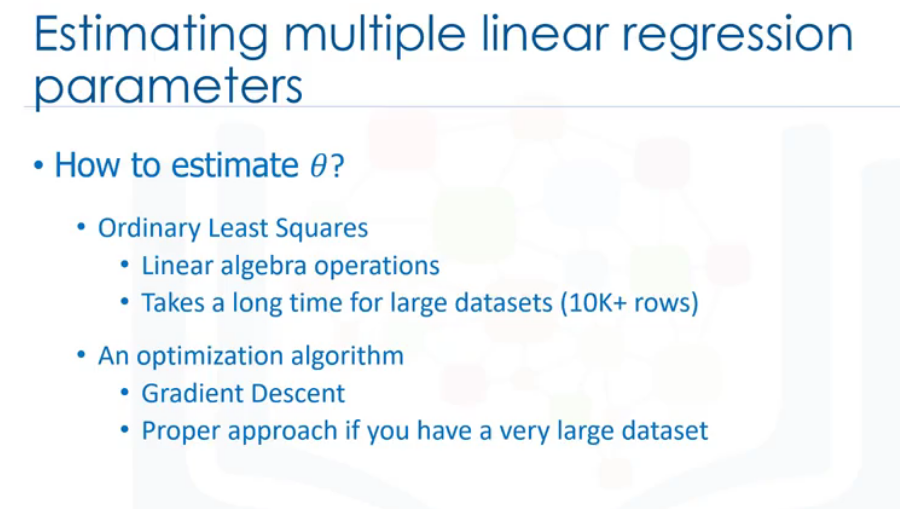 Estimating multiple linear regression
parameters
• How to estimate θ?
• Ordinary Least Squares
• Linear algebra operations
• Takes a long time for large datasets (10K+ rows)
• An optimization algorithm
• Gradient Descent
• Proper approach if you have a very large dataset